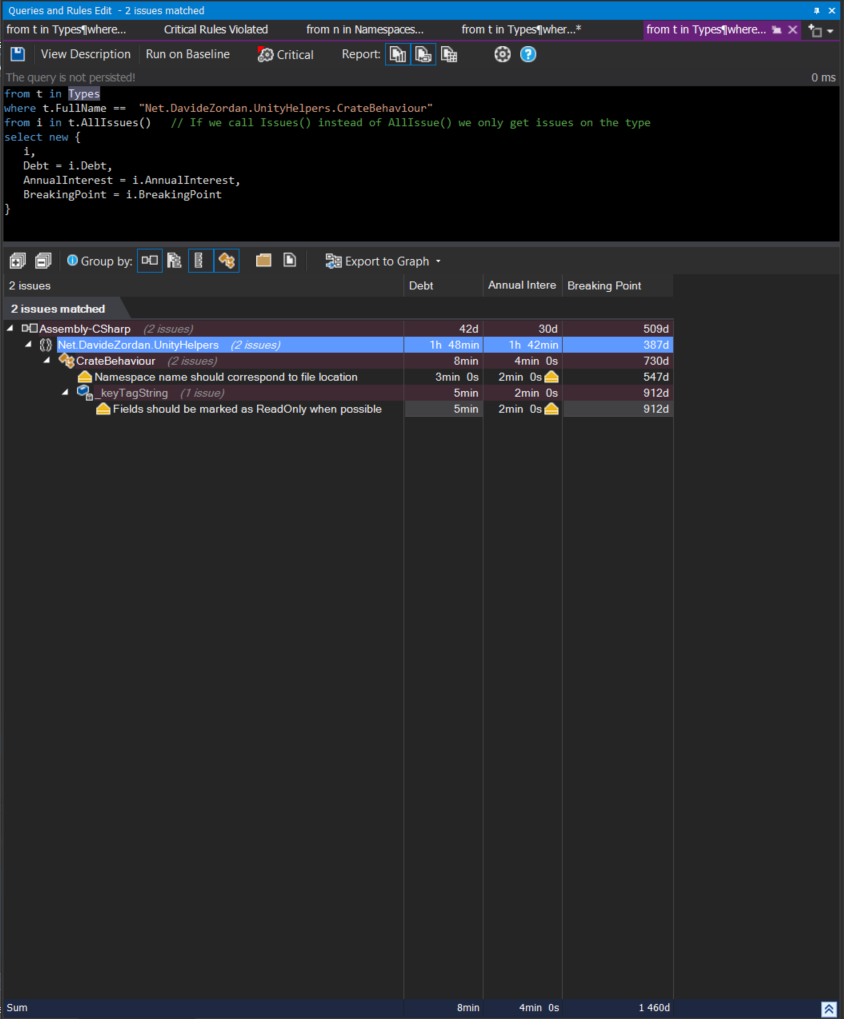 Queries and Rules Edit - 2 issues matched
from t in Types¶where... Critical Rules Violated from n in Namespaces... from t in Types¶wher...* from t in Types¶where...
View Description Run on Baseline Critical Report:
The query is not persisted! 0 ms
from t in Types
where t.FullName == "Net.DavideZordan.UnityHelpers.CrateBehaviour"
from i in t.AllIssues() // If we call Issues() instead of AllIssue() we only get issues on the type
select new {
i,
Debt = i.Debt,
AnnualInterest = i.AnnualInterest,
BreakingPoint = i.BreakingPoint
}
Group by: Export to Graph
2 issues Debt Annual Intere Breaking Point
2 issues matched
Assembly-CSharp (2 issues) 42d 30d 509d
Net.DavideZordan.UnityHelpers (2 issues) 1h 48min 1h 42min 387d
CrateBehaviour (2 issues) 8min 4min 0s 730d
Namespace name should correspond to file location 3min 0s 2min 0s 547d
_keyTagString (1 issue) 5min 2min 0s 912d
Fields should be marked as ReadOnly when possible 5min 2min 0s 912d
Sum 8min 4min 0s 1 460d